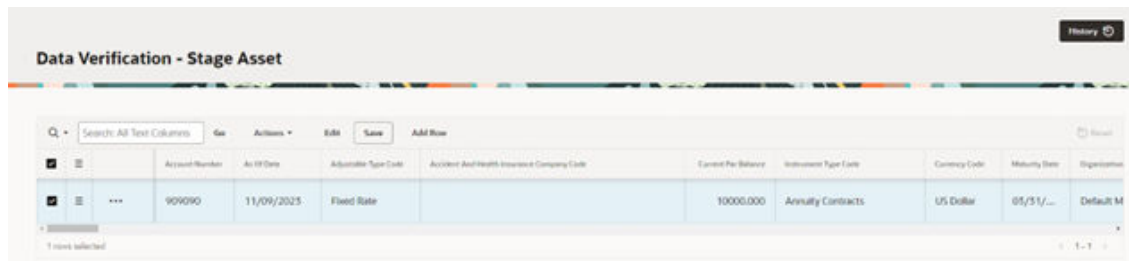 History
Data Verification - Stage Asset
Search: All Text Columns Go Actions Edit Save Add Row Reset
Account Number As Of Date Adjustable Type Code Accident And Health Insurance Company Code Current Par Balance Instrument Type Code Currency Code Maturity Date Organization
909090 11/09/2023 Fixed Rate 10000.000 Annuity Contracts US Dollar 03/31/... Default M
1 rows selected 1 - 1